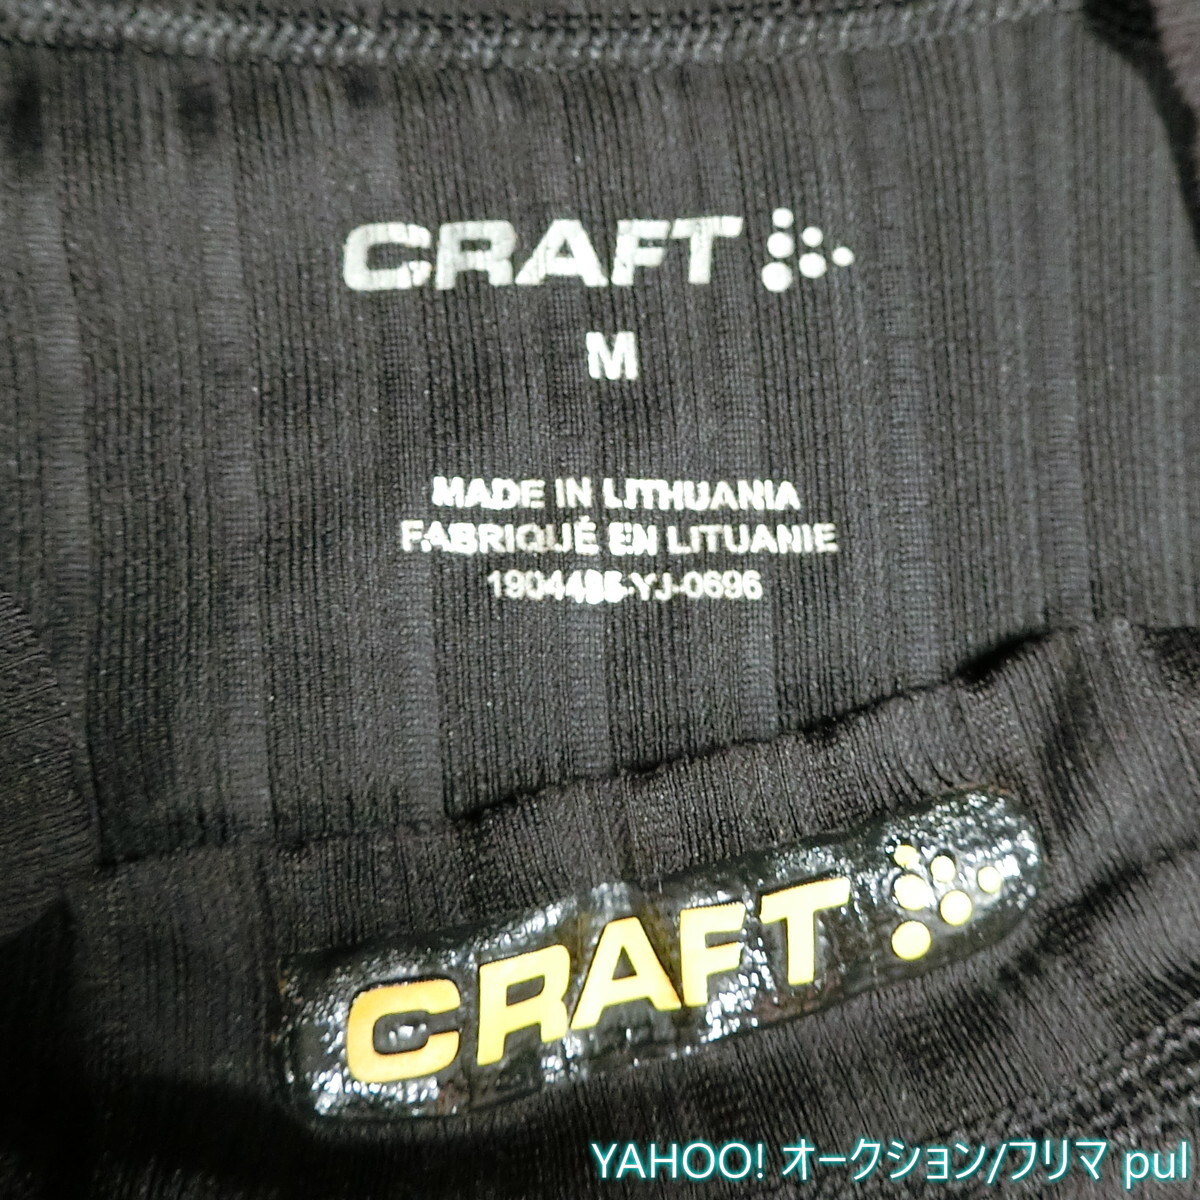 CRAFT
M
MADE IN LITHUANIA
FABRIQUÉ EN LITUANIE
CRAFT
YAHOO! オークション/フリマ pul